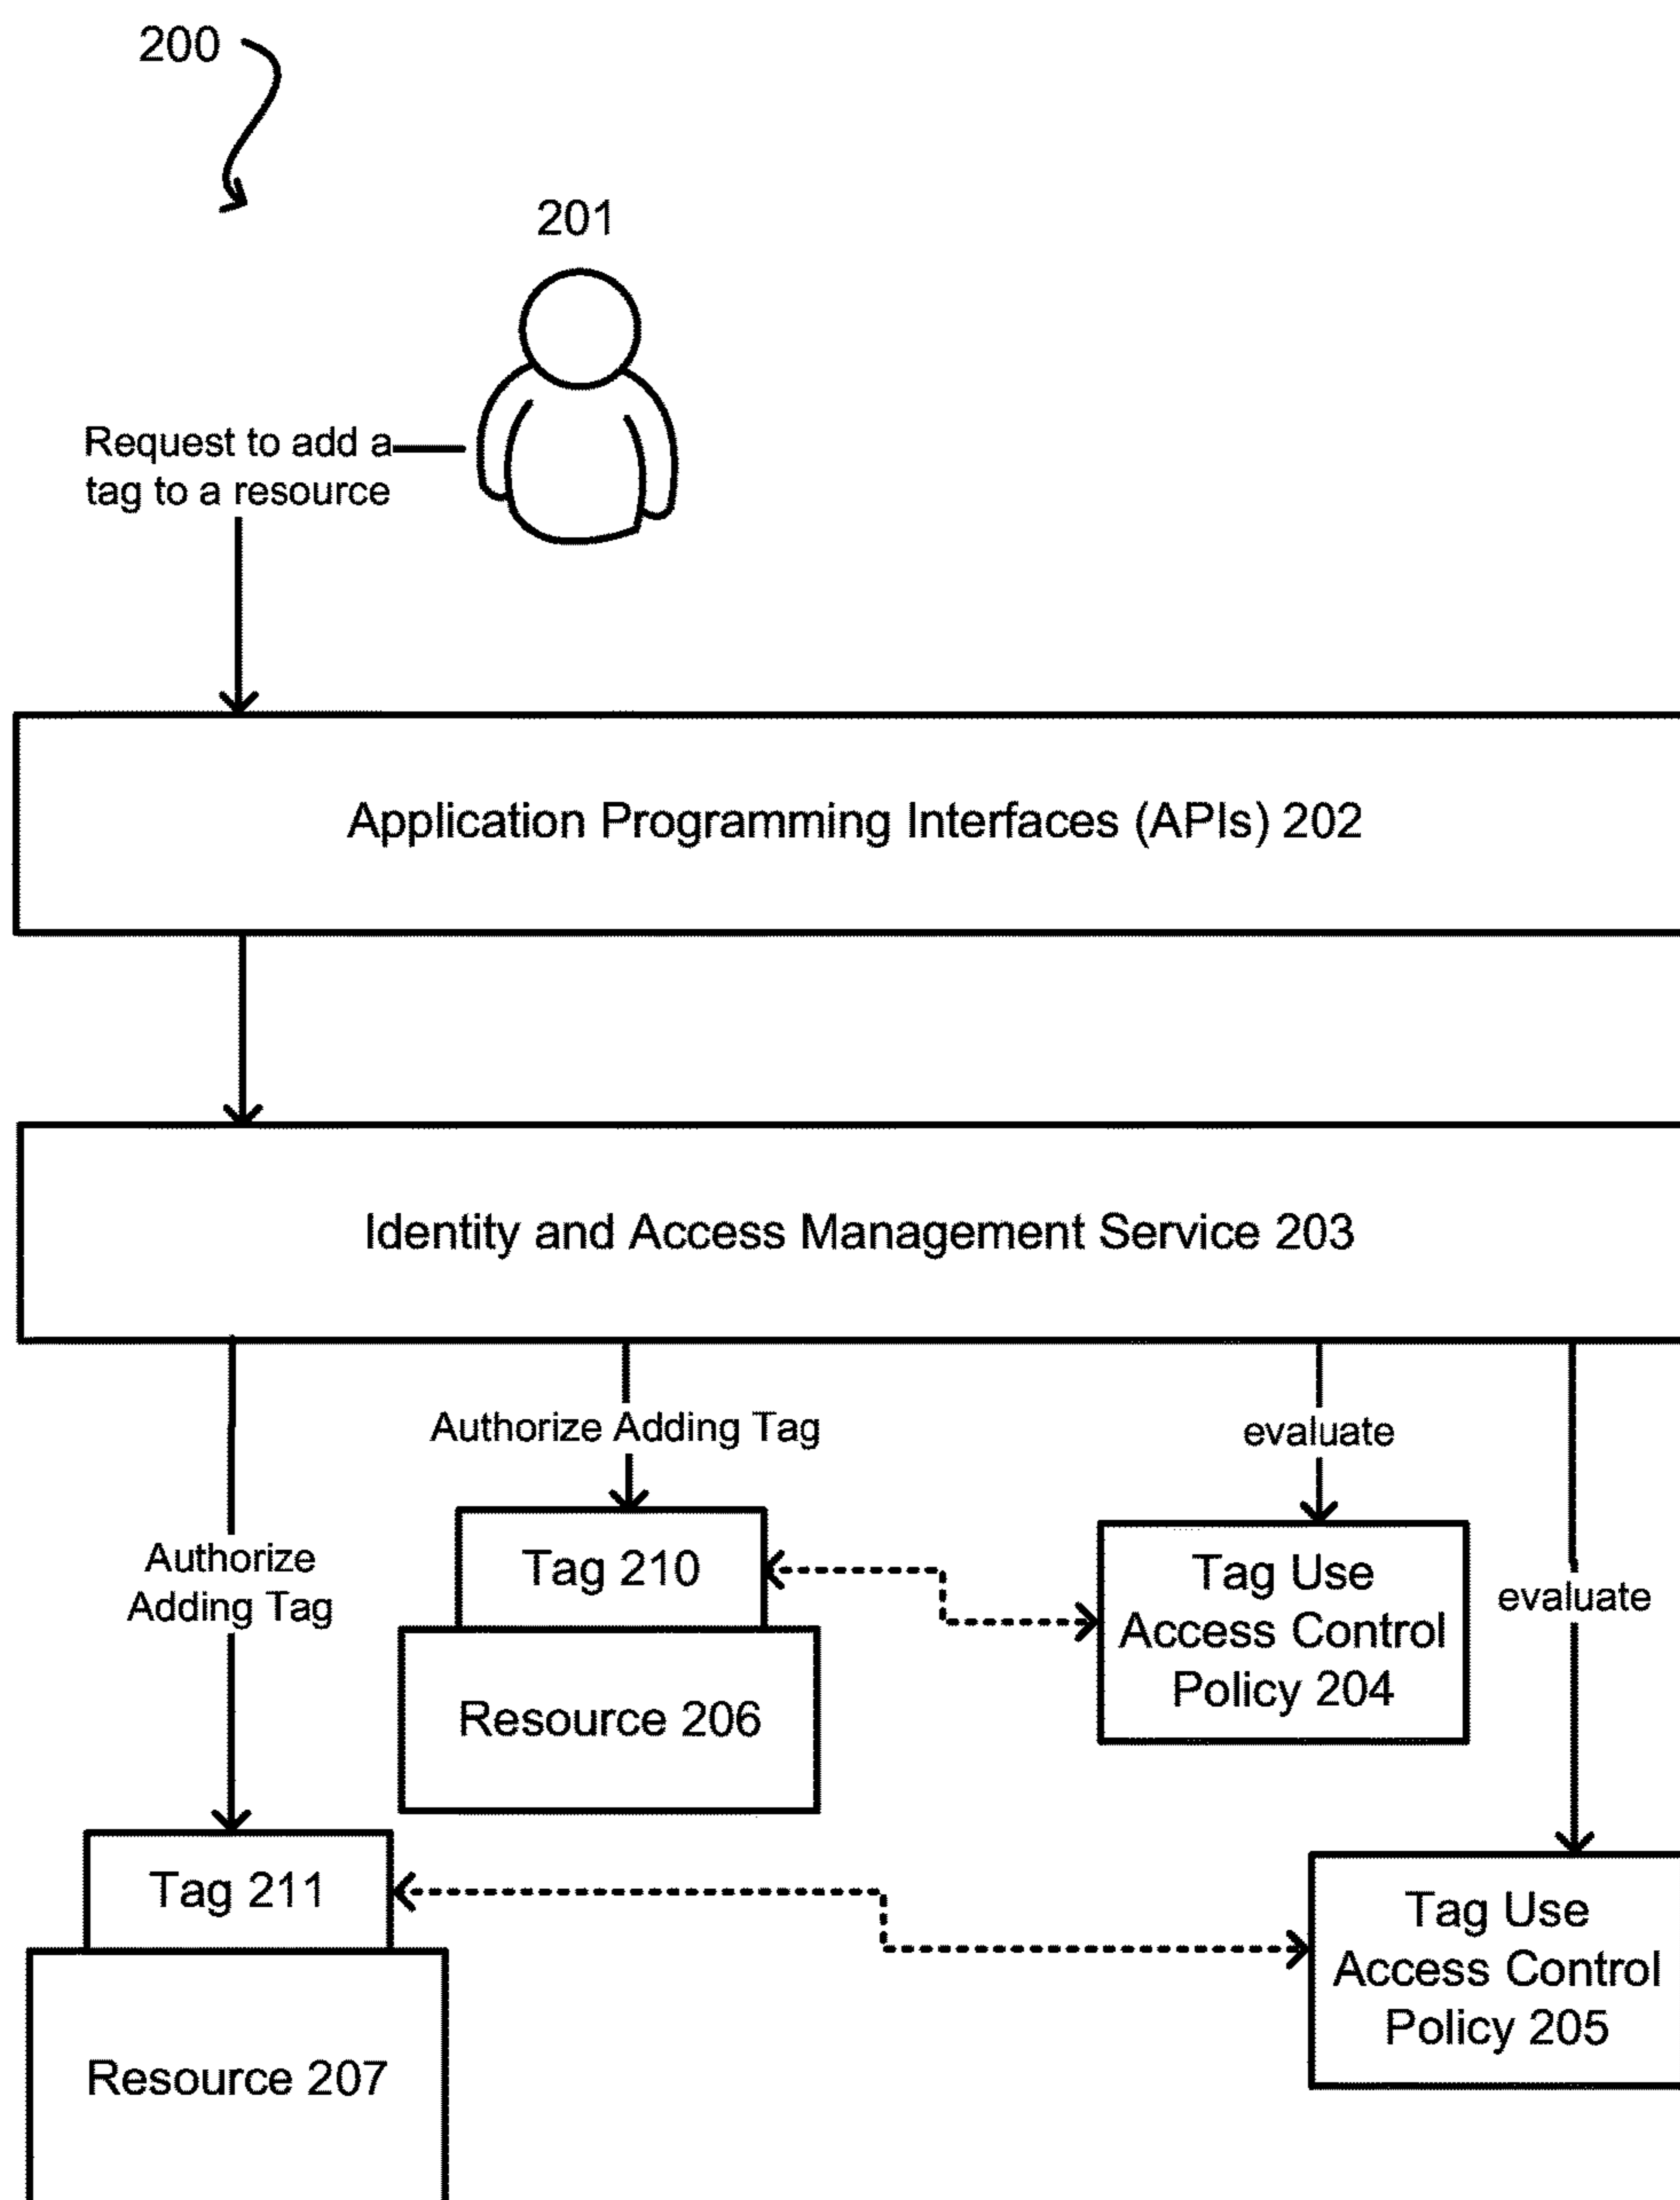 200
201
Request to add a
tag to a resource
Application Programming Interfaces (APIs) 202
Identity and Access Management Service 203
Authorize Adding Tag
evaluate
Authorize
Adding Tag
Tag 210
Tag Use
Access Control
Policy 204
evaluate
Resource 206
Tag 211
Tag Use
Access Control
Policy 205
Resource 207